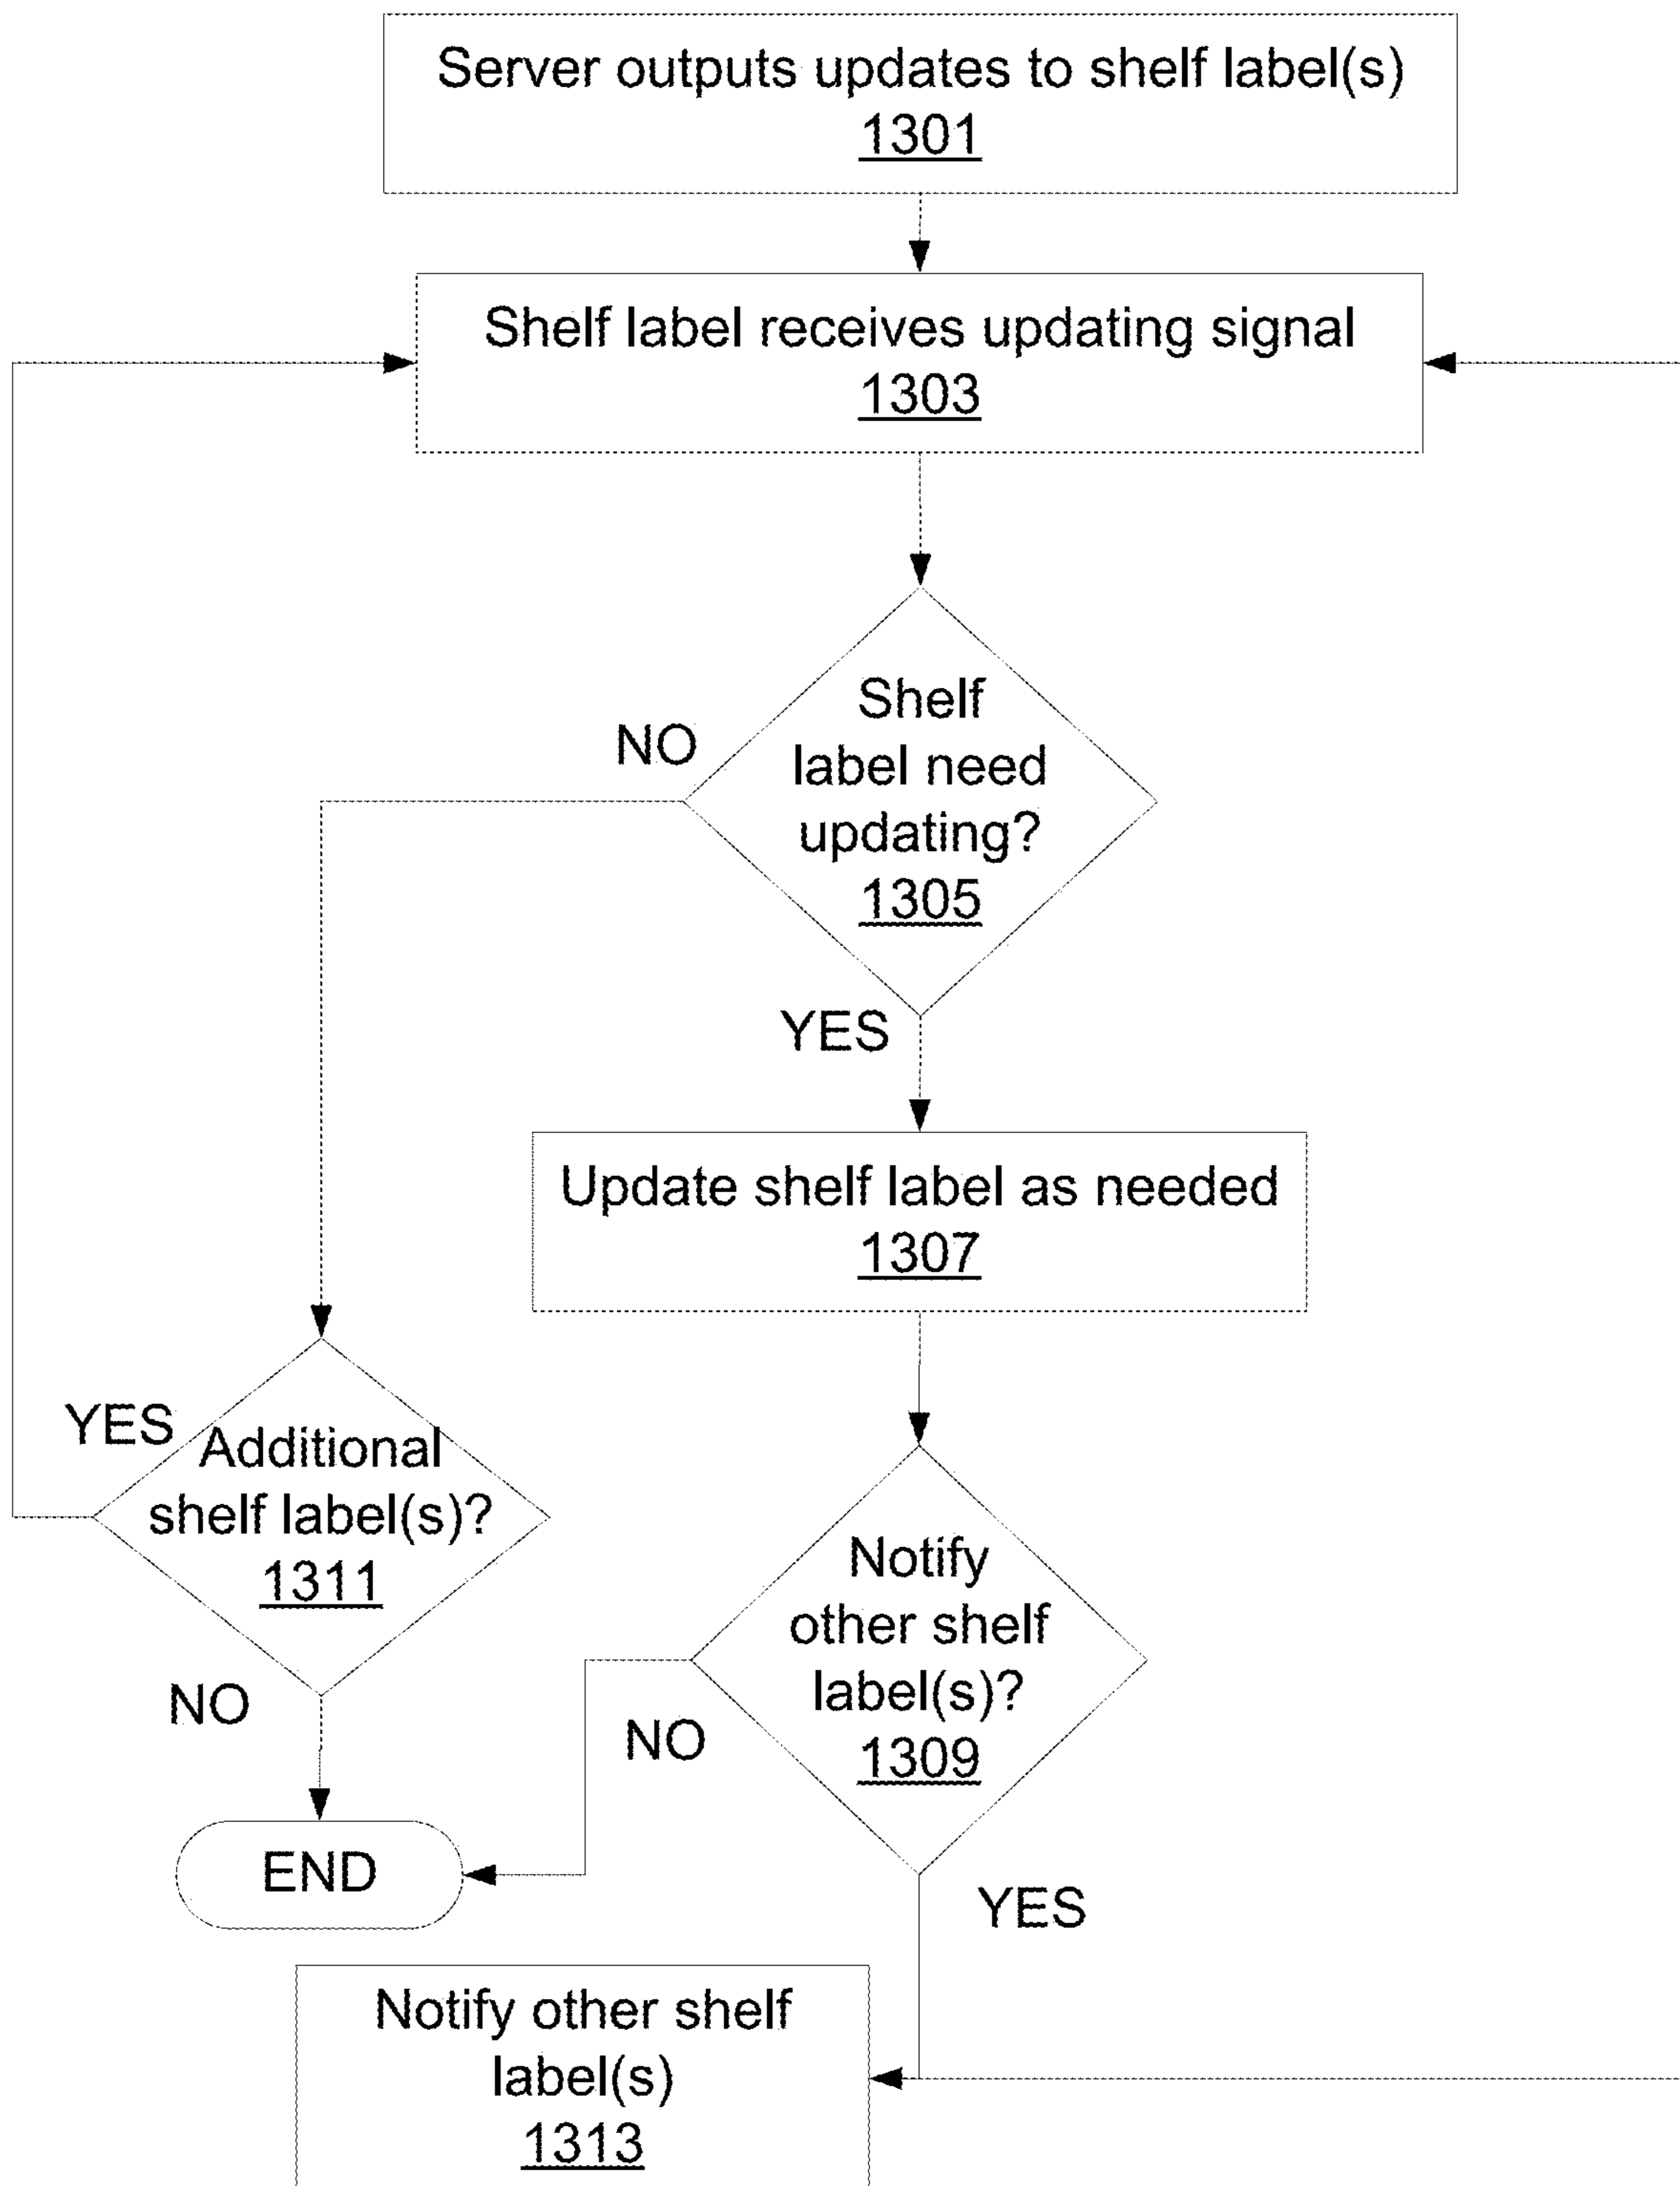 Server outputs updates to shelf label(s)
1301
Shelf label receives updating signal
1303
Shelf
label need
updating?
1305
NO
YES
Update shelf label as needed
1307
YES
Additional
shelf label(s)?
1311
NO
Notify
other shelf
label(s)?
1309
NO
YES
END
Notify other shelf
label(s)
1313